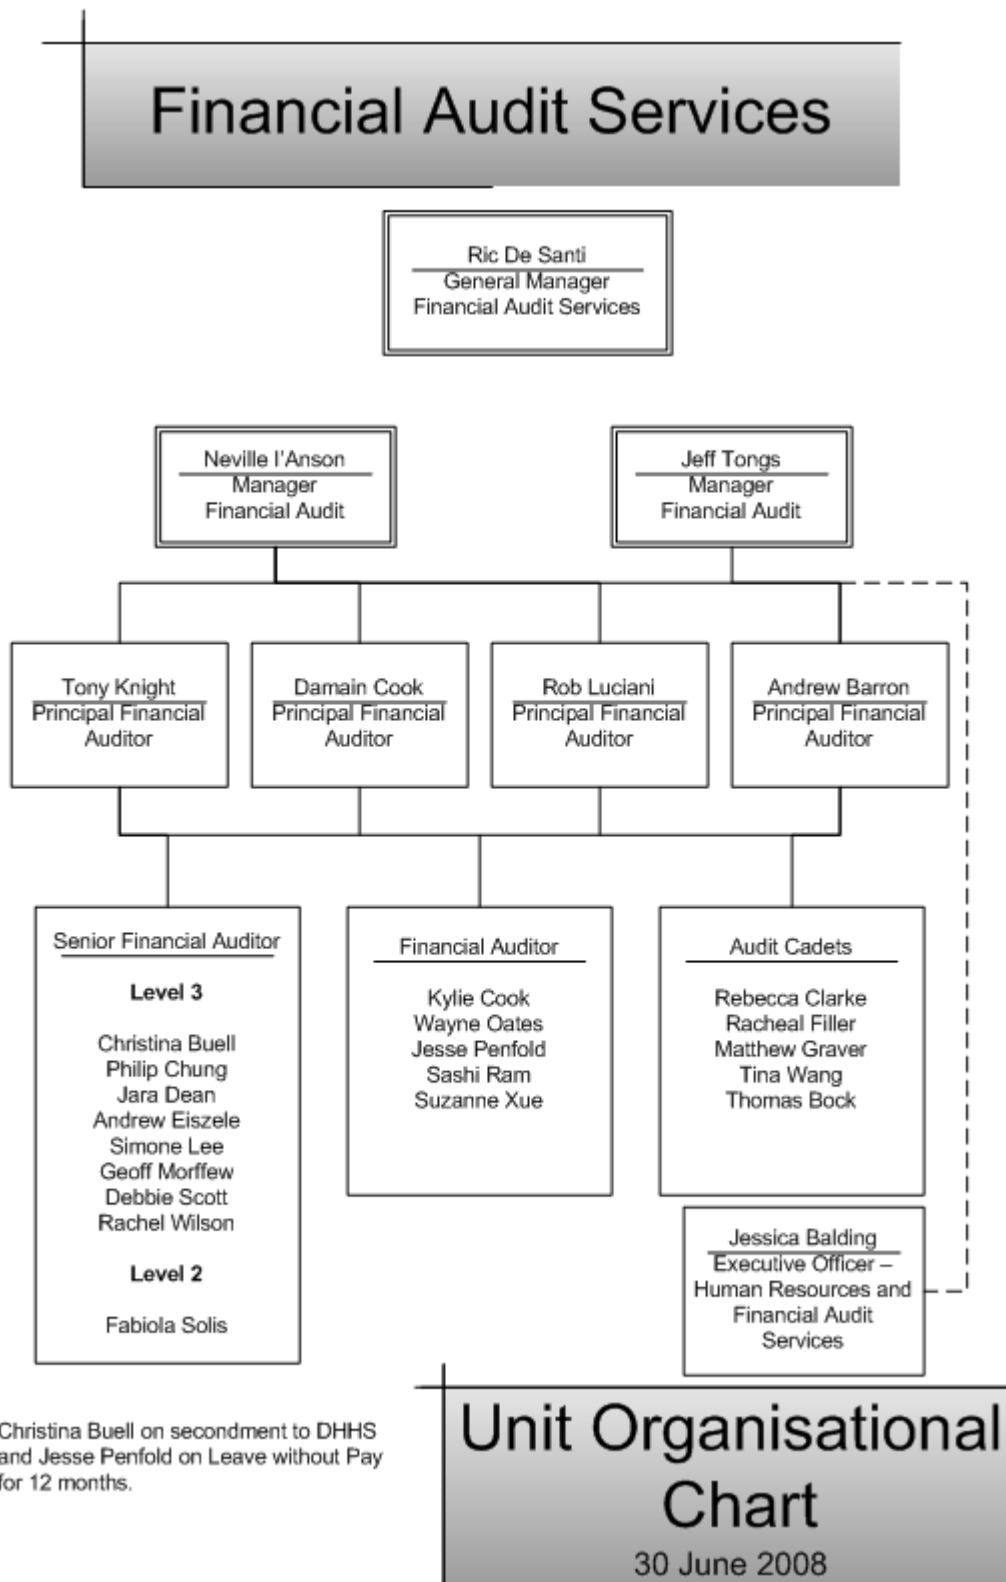 Financial Audit Services
Ric De Santi
General Manager
Financial Audit Services
Neville I'Anson
Manager
Financial Audit
Jeff Tongs
Manager
Financial Audit
Tony Knight
Principal Financial
Auditor
Damain Cook
Principal Financial
Auditor
Rob Luciani
Principal Financial
Auditor
Andrew Barron
Principal Financial
Auditor
Senior Financial Auditor
Level 3
Christina Buell
Philip Chung
Jara Dean
Andrew Eiszele
Simone Lee
Geoff Morffew
Debbie Scott
Rachel Wilson
Level 2
Fabiola Solis
Financial Auditor
Kylie Cook
Wayne Oates
Jesse Penfold
Sashi Ram
Suzanne Xue
Audit Cadets
Rebecca Clarke
Racheal Filler
Matthew Graver
Tina Wang
Thomas Bock
Jessica Balding
Executive Officer –
Human Resources and
Financial Audit
Services
Christina Buell on secondment to DHHS
and Jesse Penfold on Leave without Pay
for 12 months.
Unit Organisational
Chart
30 June 2008